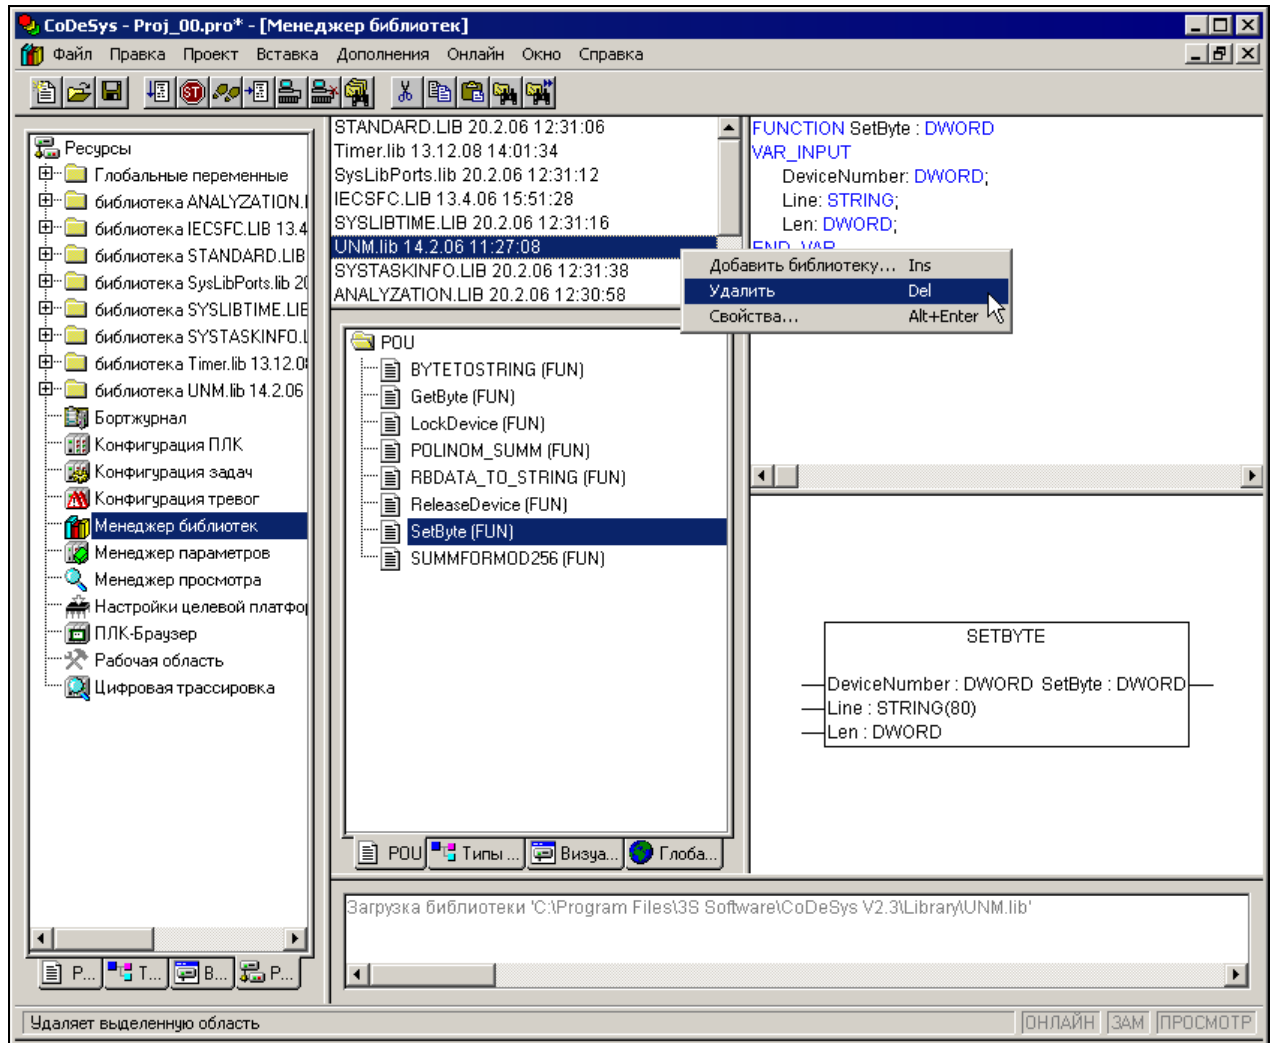 CoDeSys - Proj_00.pro* - [Менеджер библиотек]
Файл Правка Проект Вставка Дополнения Онлайн Окно Справка
Ресурсы
Глобальные переменные
библиотека ANALYZATION.l
библиотека IECSFC.LIB 13.4
библиотека STANDARD.LIB
библиотека SysLibPorts.lib 20
библиотека SYSLIBTIME.LIE
библиотека SYSTASKINFO.L
библиотека Timer.lib 13.12.08
библиотека UNM.lib 14.2.06
Бортжурнал
Конфигурация ПЛК
Конфигурация задач
Конфигурация тревог
Менеджер библиотек
Менеджер параметров
Менеджер просмотра
Настройки целевой платфор
ПЛК-Браузер
Рабочая область
Цифровая трассировка
Р... Т... В... Р...
STANDARD.LIB 20.2.06 12:31:06
Timer.lib 13.12.08 14:01:34
SysLibPorts.lib 20.2.06 12:31:12
IECSFC.LIB 13.4.06 15:51:28
SYSLIBTIME.LIB 20.2.06 12:31:16
UNM.lib 14.2.06 11:27:08
SYSTASKINFO.LIB 20.2.06 12:31:38
ANALYZATION.LIB 20.2.06 12:30:58
POU
BYTETOSTRING (FUN)
GetByte (FUN)
LockDevice (FUN)
POLINOM_SUMM (FUN)
RBDATA_TO_STRING (FUN)
ReleaseDevice (FUN)
SetByte (FUN)
SUMMFORMOD256 (FUN)
POU Типы ... Визуа... Глоба...
FUNCTION SetByte : DWORD
VAR_INPUT
DeviceNumber: DWORD;
Line: STRING;
Len: DWORD;
END_VAR
Добавить библиотеку... Ins
Удалить Del
Свойства... Alt+Enter
SETBYTE
DeviceNumber : DWORD SetByte : DWORD
Line : STRING(80)
Len : DWORD
Загрузка библиотеки 'C:\Program Files\3S Software\CoDeSys V2.3\Library\UNM.lib'
Удаляет выделенную область
ОНЛАЙН ЗАМ ПРОСМОТР